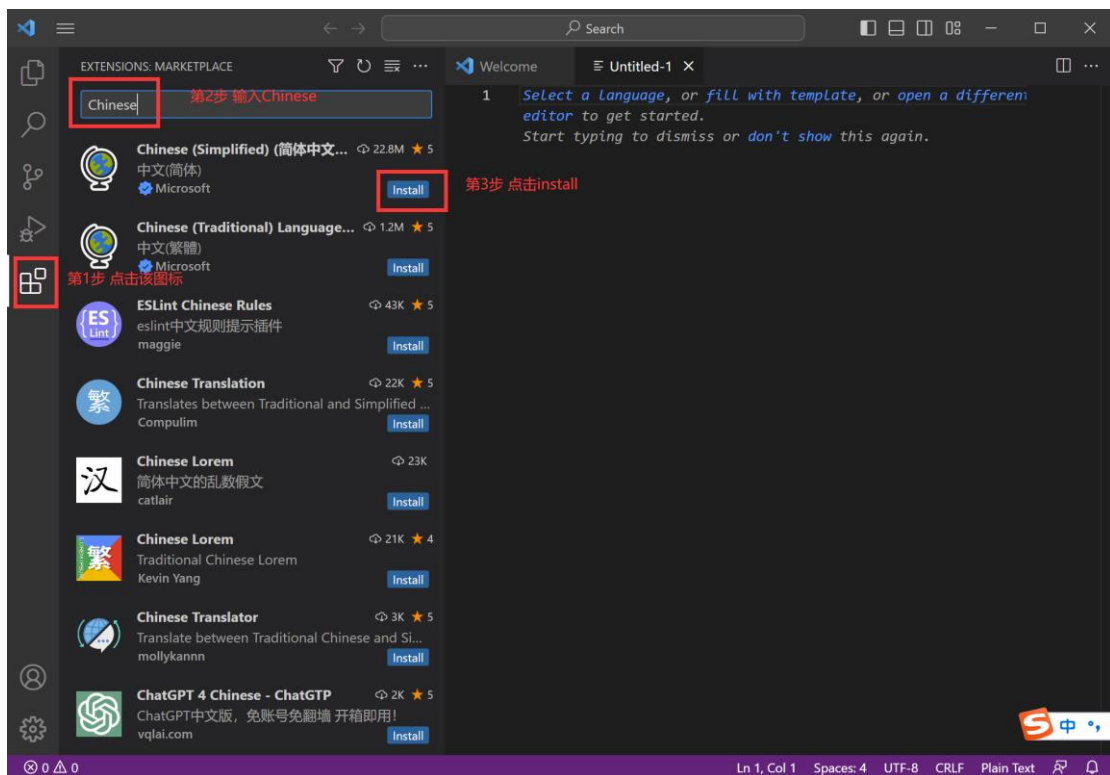 Search
EXTENSIONS: MARKETPLACE
Chinese
第2步 输入Chinese
Chinese (Simplified) (简体中文... 22.8M ★ 5
中文(简体)
Microsoft
Install
第3步 点击install
Chinese (Traditional) Language... 1.2M ★ 5
中文(繁體)
Microsoft
Install
第1步 点击该图标
ESLint Chinese Rules 43K ★ 5
eslint中文规则提示插件
maggie
Install
{ES}
Lint
Chinese Translation 22K ★ 5
Translates between Traditional and Simplified ...
Compulim
Install
繁
Chinese Lorem 23K
简体中文的乱数假文
catlair
Install
汉
Chinese Lorem 21K ★ 4
Traditional Chinese Lorem
Kevin Yang
Install
繁
Chinese Translator 3K ★ 5
Translate between Traditional Chinese and Si...
mollykannn
Install
ChatGPT 4 Chinese - ChatGTP 2K ★ 5
ChatGPT中文版，免账号免翻墙 开箱即用！
vqlai.com
Install
Welcome
Untitled-1
1 Select a language, or fill with template, or open a different
editor to get started.
Start typing to dismiss or don't show this again.
中
0 0
Ln 1, Col 1 Spaces: 4 UTF-8 CRLF Plain Text